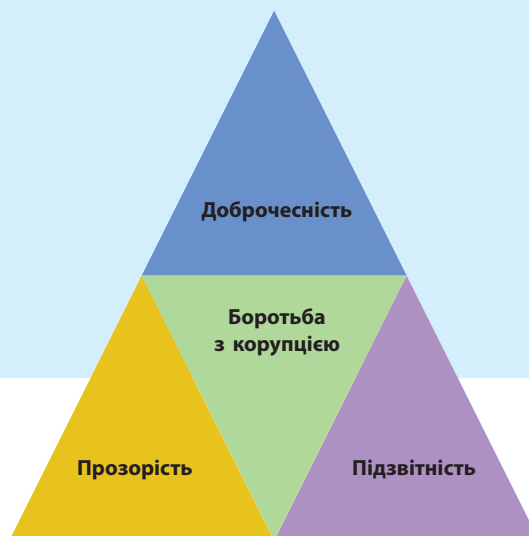 Доброчесність
Боротьба
з корупцією
Прозорість
Підзвітність